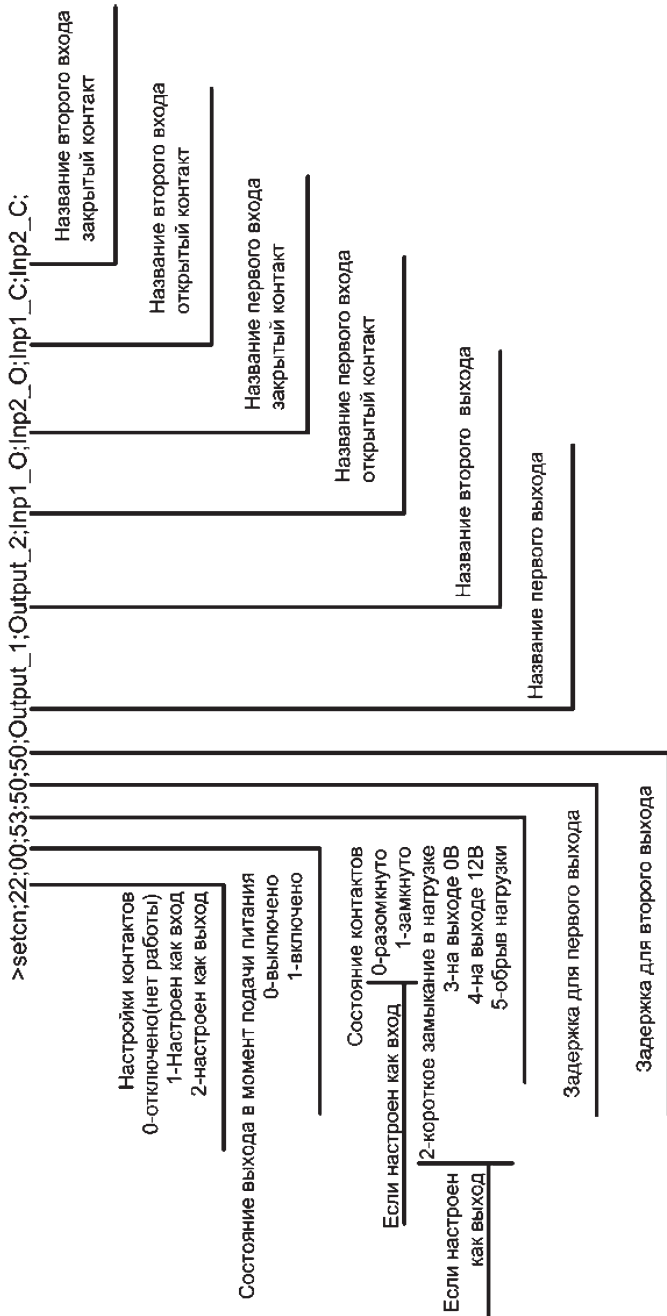 >setcn;22;00;53;50;50;Output_1;Output_2;Inp1_O;Inp2_O;Inp1_C;Inp2_C;
Название второго входа
закрытый контакт
Название второго входа
открытый контакт
Название первого входа
закрытый контакт
Название первого входа
открытый контакт
Название второго выхода
Название первого выхода
Настройки контактов
0-отключено(нет работы)
1-Настроен как вход
2-настроен как выход
Состояние выхода в момент подачи питания
0-выключено
1-включено
Состояние контактов
Если настроен как вход
0-разомкнуто
1-замкнуто
2-короткое замыкание в нагрузке
3-на выходе 0В
4-на выходе 12В
5-обрыв нагрузки
Если настроен
как выход
Задержка для первого выхода
Задержка для второго выхода